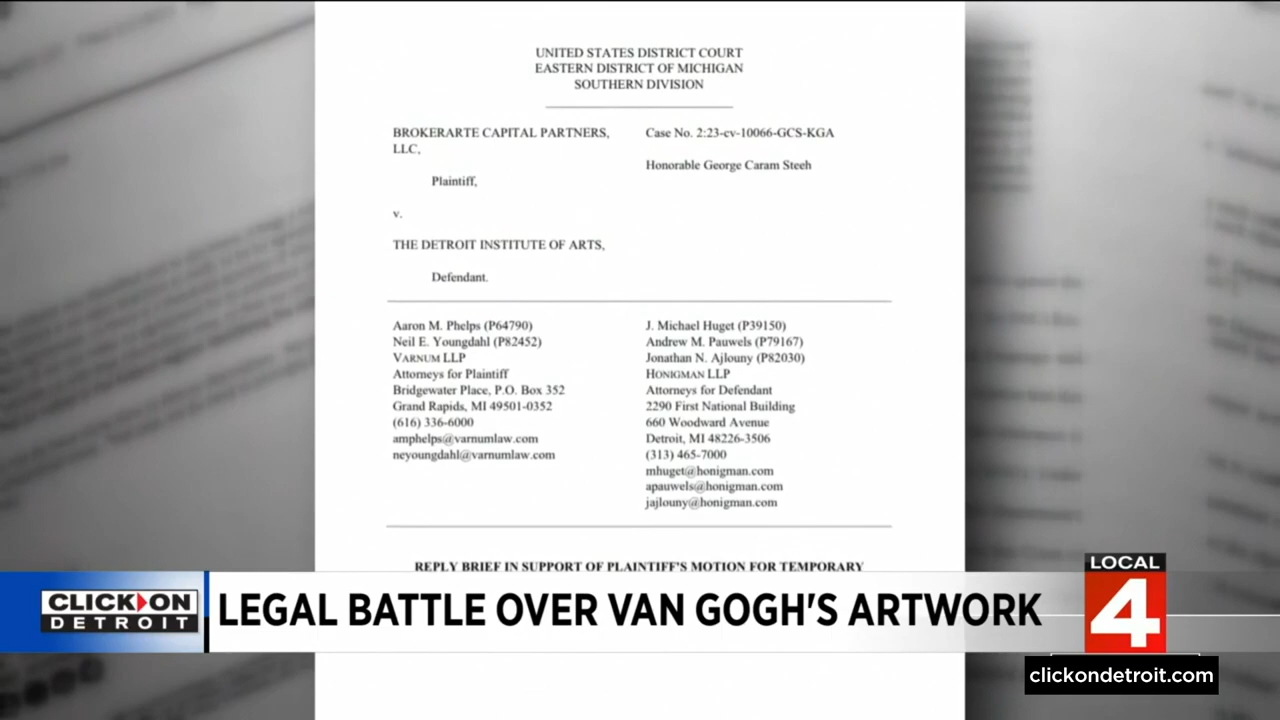 UNITED STATES DISTRICT COURT
EASTERN DISTRICT OF MICHIGAN
SOUTHERN DIVISION
BROKERARTE CAPITAL PARTNERS,
LLC,
Plaintiff,
v.
THE DETROIT INSTITUTE OF ARTS,
Defendant.
Case No. 2:23-cv-10066-GCS-KGA
Honorable George Caram Steeh
Aaron M. Phelps (P64790)
Neil E. Youngdahl (P82452)
VARNUM LLP
Attorneys for Plaintiff
Bridgewater Place, P.O. Box 352
Grand Rapids, MI 49501-0352
(616) 336-6000
amphelps@varnumlaw.com
neyoungdahl@varnumlaw.com
J. Michael Huget (P39150)
Andrew M. Pauwels (P79167)
Jonathan N. Ajlouny (P82030)
HONIGMAN LLP
Attorneys for Defendant
2290 First National Building
660 Woodward Avenue
Detroit, MI 48226-3506
(313) 465-7000
mhuget@honigman.com
apauwels@honigman.com
jajlouny@honigman.com
REPLY BRIEF IN SUPPORT OF PLAINTIFF'S MOTION FOR TEMPORARY
CLICK ON
DETROIT
LEGAL BATTLE OVER VAN GOGH'S ARTWORK
LOCAL
4
clickondetroit.com